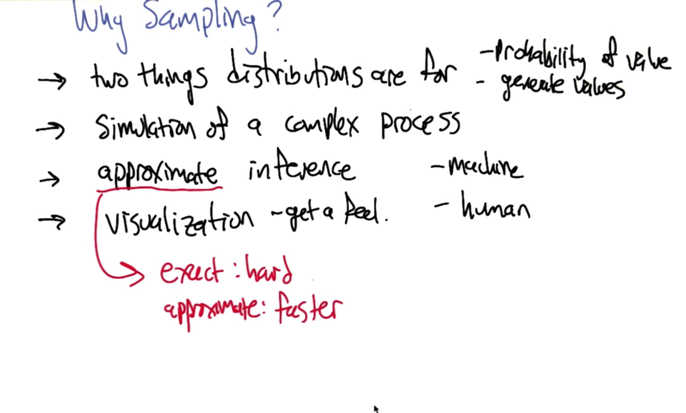 Why Sampling?
→ two things distributions are for - Probability of value
- generate values
→ Simulation of a complex process
→ approximate inference - machine
→ visualization - get a feel. - human
exect : hard
approximate : faster